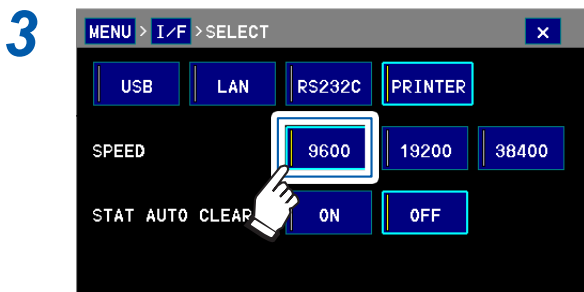 3
MENU > I/F >SELECT ×
USB LAN RS232C PRINTER
SPEED 9600 19200 38400
STAT AUTO CLEAR ON OFF